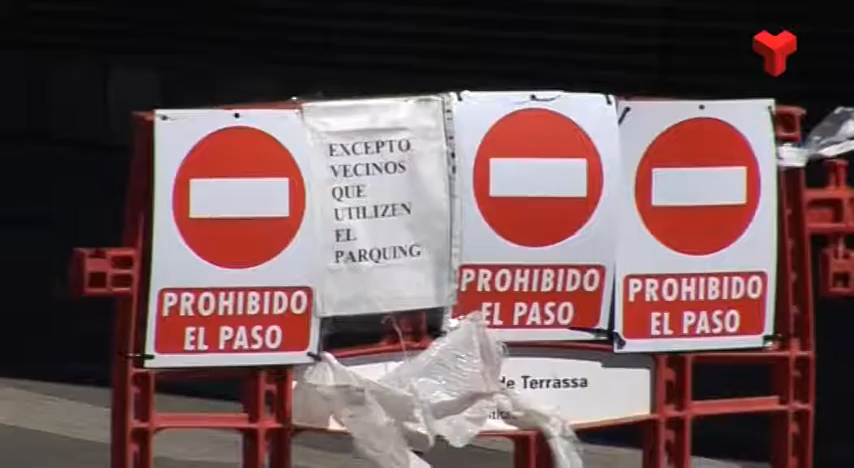 PROHIBIDO
EL PASO
EXCEPTO
VECINOS
QUE
UTILIZEN
EL
PARQUING
PROHIBIDO
EL PASO
PROHIBIDO
EL PASO
de Terrassa